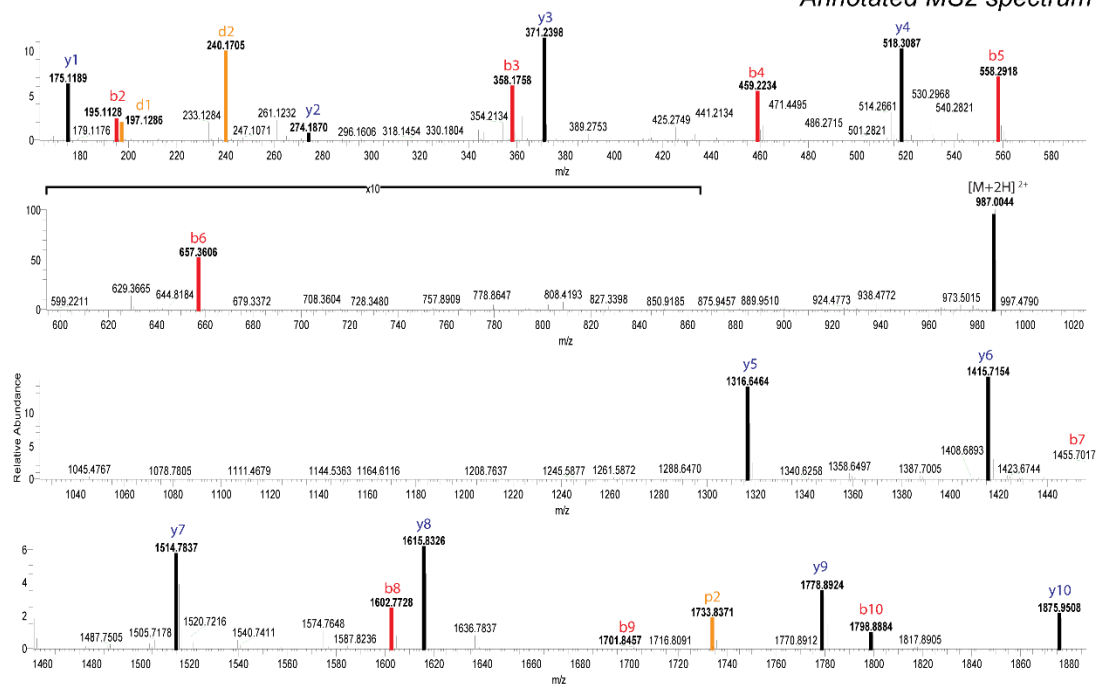 Annotated MS2 spectrum
y1
175.1189
b2
195.1128
d1
197.1286
179.1176
d2
240.1705
233.1284
247.1071
261.1232
y2
274.1870
296.1606
318.1454
330.1804
354.2134
b3
358.1758
y3
371.2398
389.2753
425.2749
441.2134
b4
459.2234
471.4495
486.2715
501.2821
514.2661
y4
518.3087
530.2968
540.2821
b5
558.2918
10
5
0
180 200 220 240 260 280 300 320 340 360 380 400 420 440 460 480 500 520 540 560 580
m/z
x10
[M+2H] 2+
987.0044
b6
657.3606
599.2211
629.3665
644.8184
679.3372
708.3604
728.3480
757.8909
778.8647
808.4193
827.3398
850.9185
875.9457
889.9510
924.4773
938.4772
973.5015
997.4790
100
50
0
600 620 640 660 680 700 720 740 760 780 800 820 840 860 880 900 920 940 960 980 1000 1020
m/z
Relative Abundance
y5
1316.6464
y6
1415.7154
b7
1455.7017
1045.4767
1078.7805
1111.4679
1144.5363
1164.6116
1208.7637
1245.5877
1261.5872
1288.6470
1340.6258
1358.6497
1387.7005
1408.6893
1423.6744
10
5
0
1040 1060 1080 1100 1120 1140 1160 1180 1200 1220 1240 1260 1280 1300 1320 1340 1360 1380 1400 1420 1440
m/z
y7
1514.7837
b8
1602.7728
y8
1615.8326
b9
1701.8457
p2
1733.8371
y9
1778.8924
b10
1798.8884
y10
1875.9508
1487.7505
1505.7178
1520.7216
1540.7411
1574.7648
1587.8236
1636.7837
1716.8091
1770.8912
1817.8905
6
4
2
0
1460 1480 1500 1520 1540 1560 1580 1600 1620 1640 1660 1680 1700 1720 1740 1760 1780 1800 1820 1840 1860 1880
m/z